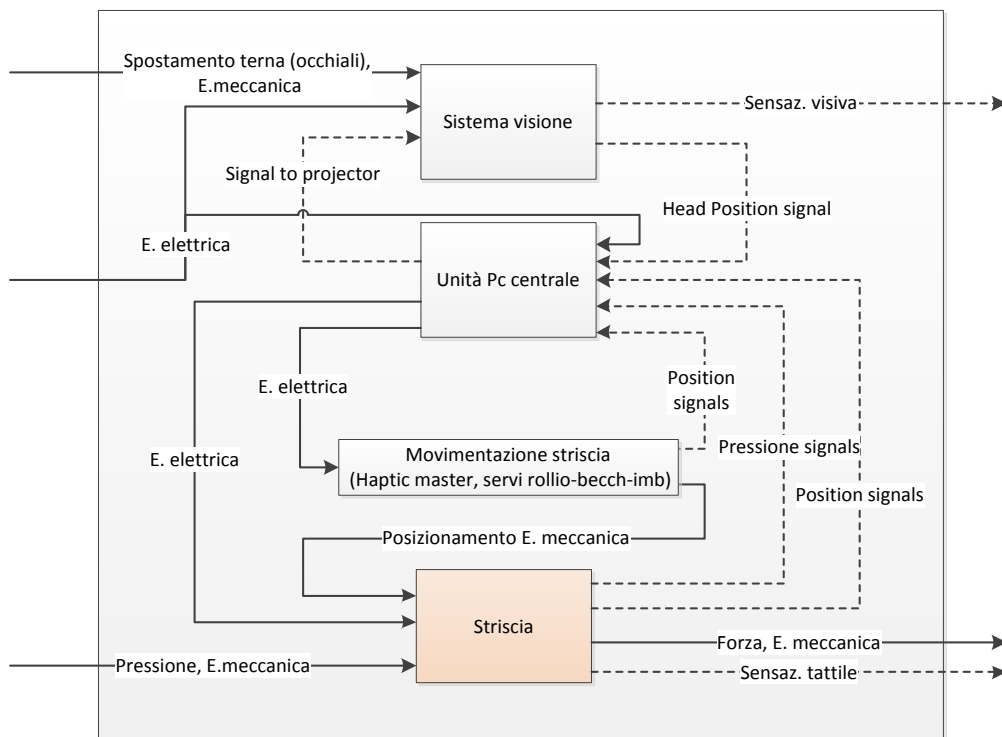 Spostamento terna (occhiali),
E.meccanica
Sistema visione
Sensaz. visiva
Signal to projector
Head Position signal
E. elettrica
Unità Pc centrale
E. elettrica
Position
signals
E. elettrica
Movimentazione striscia
(Haptic master, servi rollio-becch-imb)
Pressione signals
Position signals
Posizionamento E. meccanica
Striscia
Forza, E. meccanica
Pressione, E.meccanica
Sensaz. tattile